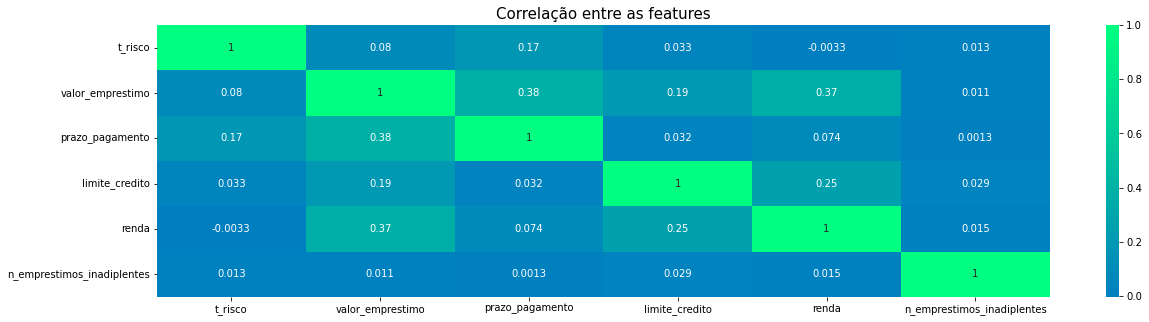 Correlação entre as features
t_risco 1 0.08 0.17 0.033 -0.0033 0.013
valor_emprestimo 0.08 1 0.38 0.19 0.37 0.011
prazo_pagamento 0.17 0.38 1 0.032 0.074 0.0013
limite_credito 0.033 0.19 0.032 1 0.25 0.029
renda -0.0033 0.37 0.074 0.25 1 0.015
n_emprestimos_inadiplentes 0.013 0.011 0.0013 0.029 0.015 1
t_risco valor_emprestimo prazo_pagamento limite_credito renda n_emprestimos_inadiplentes
1.0
0.8
0.6
0.4
0.2
0.0